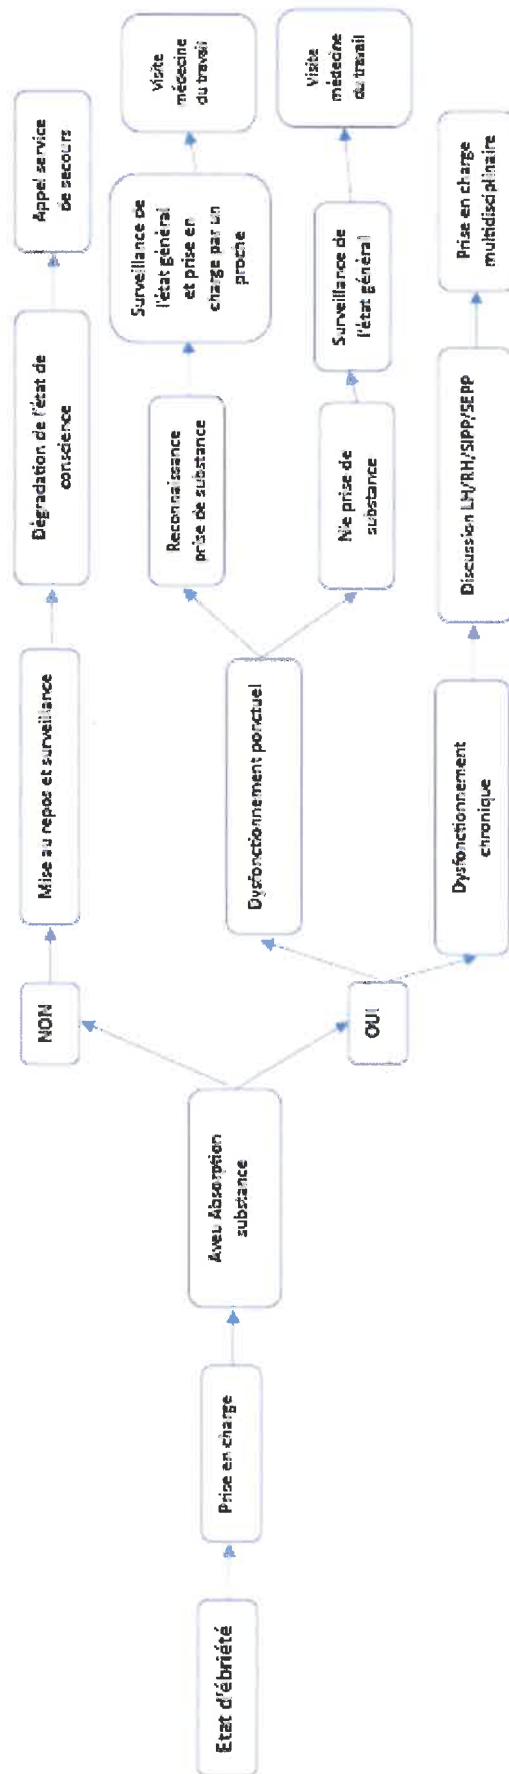 Etat d'ébriété
Prise en charge
Aveu Absorption
substance
NON
Mise au repos et surveillance
Dégradation de l'état de
conscience
Appel service
de secours
OUI
Dysfonctionnement ponctuel
Reconnaissance
prise de substance
Surveillance de
l'état général
et prise en
charge par un
proche
Visite
médecine
du travail
Nie prise de
substance
Surveillance de
l'état général
Visite
médecine
du travail
Dysfonctionnement
chronique
Discussion LH/RH/SIPP/SEPP
Prise en charge
multidisciplinaire